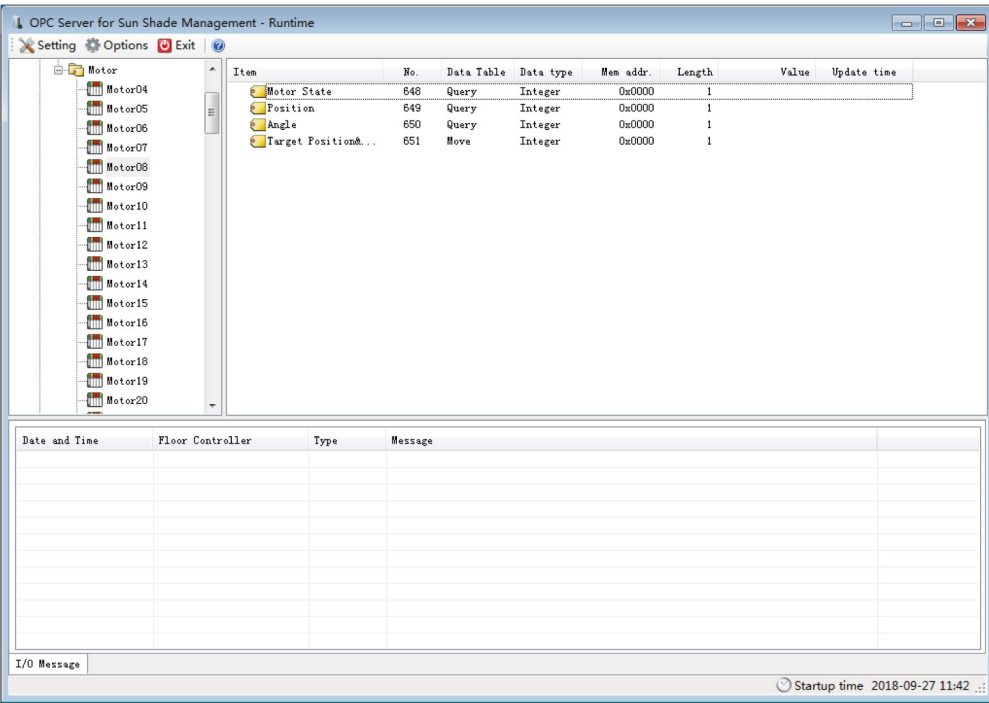 OPC Server for Sun Shade Management - Runtime
Setting Options Exit
Motor
Motor04
Motor05
Motor06
Motor07
Motor08
Motor09
Motor10
Motor11
Motor12
Motor13
Motor14
Motor15
Motor16
Motor17
Motor18
Motor19
Motor20
Item No. Data Table Data type Mem addr. Length Value Update time
Motor State 648 Query Integer 0x0000 1
Position 649 Query Integer 0x0000 1
Angle 650 Query Integer 0x0000 1
Target Position&... 651 Move Integer 0x0000 1
Date and Time Floor Controller Type Message
I/O Message
Startup time 2018-09-27 11:42